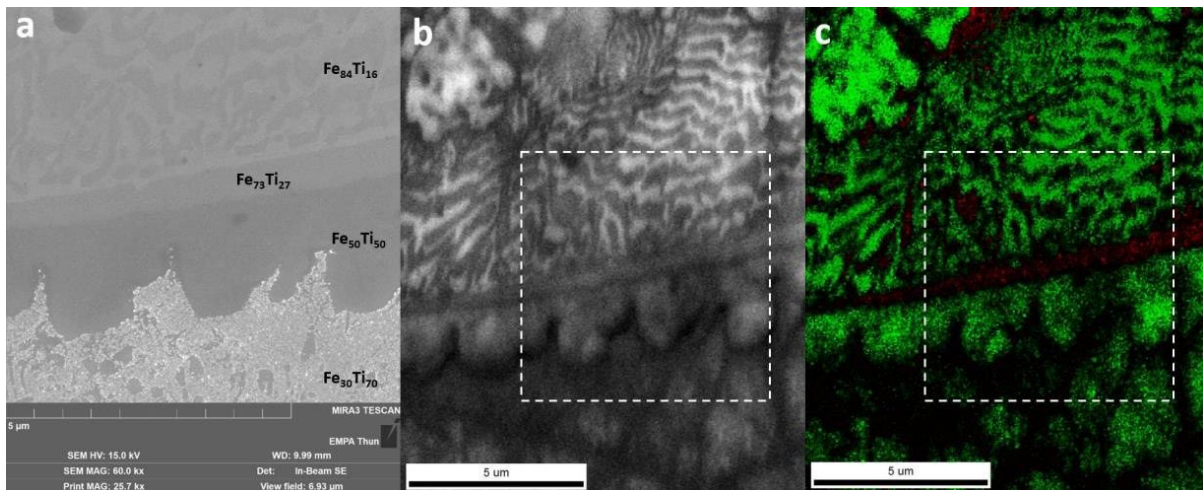 a
Fe₈₄Ti₁₆
Fe₇₃Ti₂₇
Fe₅₀Ti₅₀
Fe₃₀Ti₇₀
MIRA3 TESCAN
5 µm
EMPA Thun
SEM HV: 15.0 kV WD: 9.99 mm
SEM MAG: 60.0 kx Det: In-Beam SE
Print MAG: 25.7 kx View field: 6.93 µm
b
5 um
c
5 um